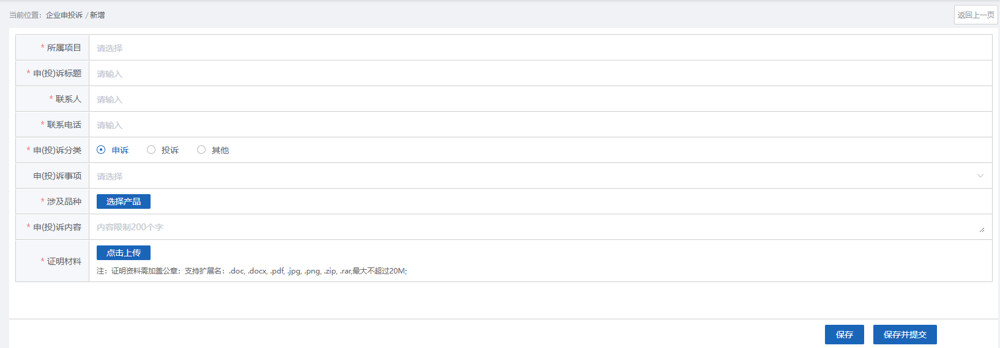 当前位置：企业申投诉 / 新增
返回上一页
* 所属项目 请选择
* 申(投)诉标题 请输入
* 联系人 请输入
* 联系电话 请输入
* 申(投)诉分类 申诉 投诉 其他
申(投)诉事项 请选择
* 涉及品种 选择产品
* 申(投)诉内容 内容限制200个字
* 证明材料 点击上传
注：证明资料需加盖公章；支持扩展名：.doc, .docx, .pdf, .jpg, .png, .zip, .rar,最大不超过20M;
保存 保存并提交